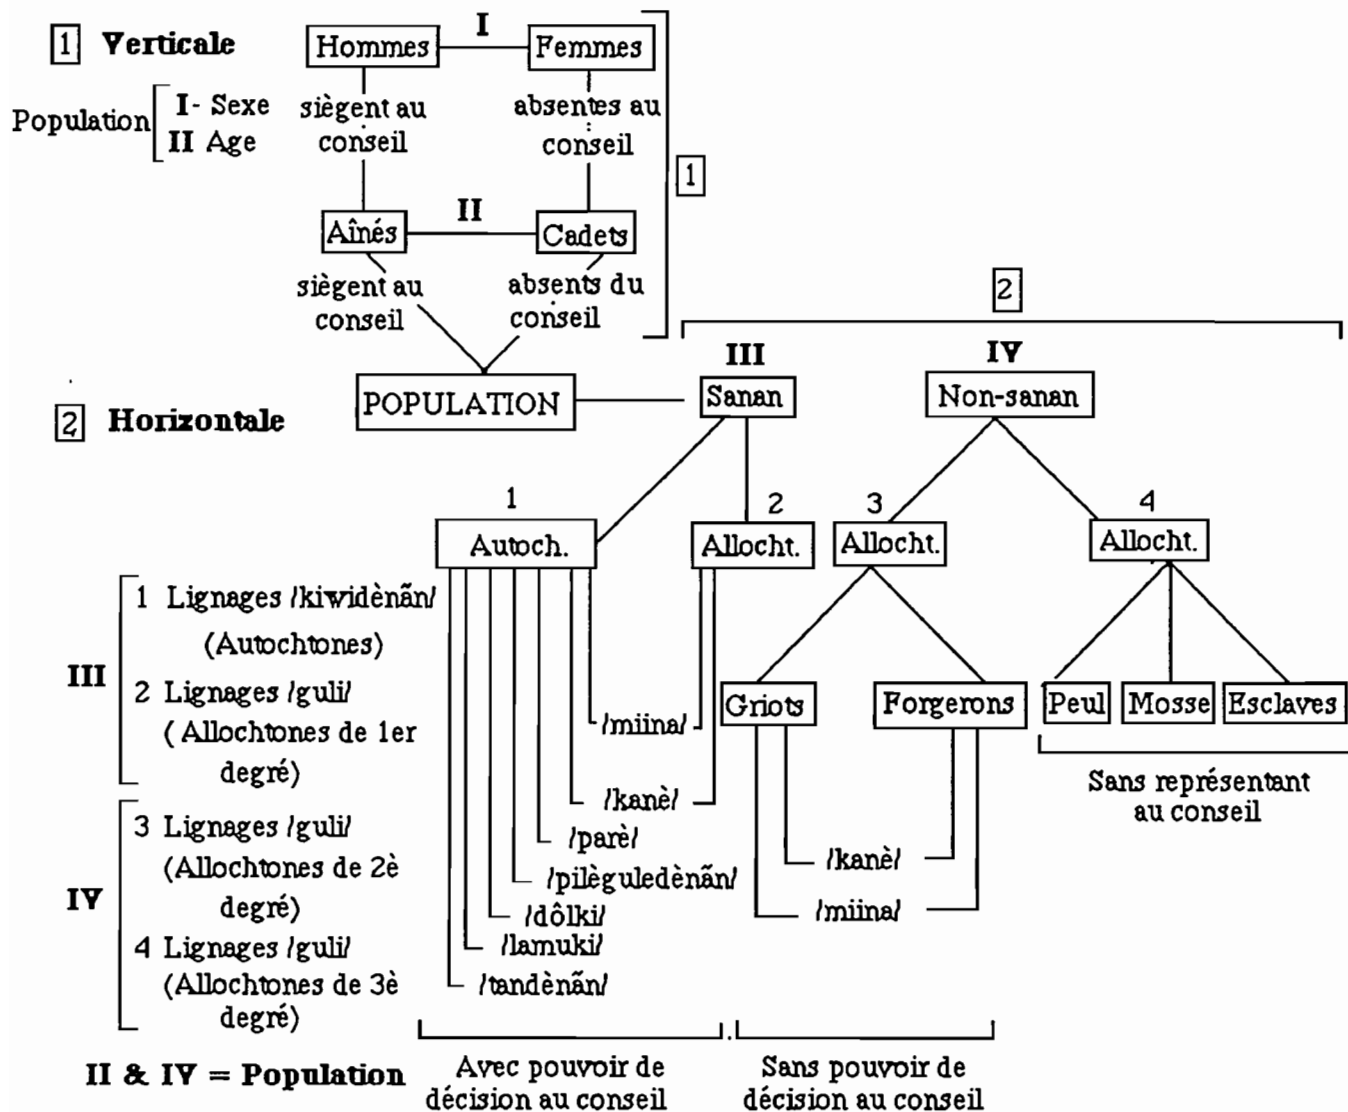 1 Verticale
Population
I- Sexe
II Age
Hommes
I
Femmes
siègent au
conseil
absentes au
conseil
1
Aînés
II
Cadets
siègent au
conseil
absents du
conseil
2
POPULATION
III
Sanan
IV
Non-sanan
2 Horizontale
1
Autoch.
2
Allocht.
3
Allocht.
4
Allocht.
III
1 Lignages /kiwidènãn/
(Autochtones)
2 Lignages /guli/
( Allochtones de 1er
degré)
IV
3 Lignages /guli/
(Allochtones de 2è
degré)
4 Lignages /guli/
(Allochtones de 3è
degré)
/miina/
/kanè/
/parè/
/pilèguledènãn/
/dôlki/
/lamuki/
/tandènãn/
Griots
Forgerons
/kanè/
/miina/
Peul
Mosse
Esclaves
Sans représentant
au conseil
II & IV = Population
Avec pouvoir de
décision au conseil
Sans pouvoir de
décision au conseil